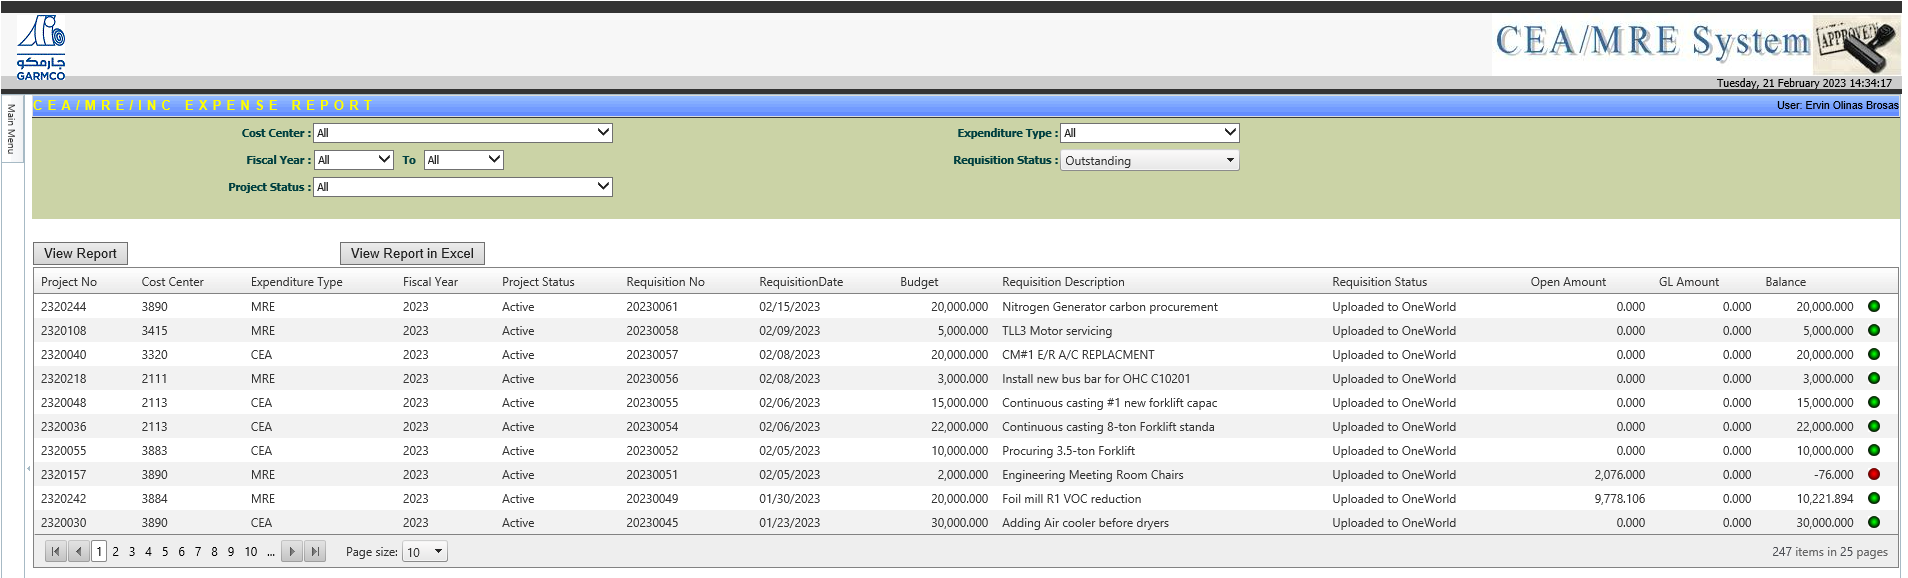 جارمكو
GARMCO
CEA/MRE System
APPROVED
Tuesday, 21 February 2023 14:34:17
Main Menu
CEA/MRE/INC EXPENSE REPORT
User: Ervin Olinas Brosas
Cost Center : All
Expenditure Type : All
Fiscal Year : All To All
Requisition Status : Outstanding
Project Status : All
View Report View Report in Excel
Project No Cost Center Expenditure Type Fiscal Year Project Status Requisition No RequisitionDate Budget Requisition Description Requisition Status Open Amount GL Amount Balance
2320244 3890 MRE 2023 Active 20230061 02/15/2023 20,000.000 Nitrogen Generator carbon procurement Uploaded to OneWorld 0.000 0.000 20,000.000
2320108 3415 MRE 2023 Active 20230058 02/09/2023 5,000.000 TLL3 Motor servicing Uploaded to OneWorld 0.000 0.000 5,000.000
2320040 3320 CEA 2023 Active 20230057 02/08/2023 20,000.000 CM#1 E/R A/C REPLACMENT Uploaded to OneWorld 0.000 0.000 20,000.000
2320218 2111 MRE 2023 Active 20230056 02/08/2023 3,000.000 Install new bus bar for OHC C10201 Uploaded to OneWorld 0.000 0.000 3,000.000
2320048 2113 CEA 2023 Active 20230055 02/06/2023 15,000.000 Continuous casting #1 new forklift capac Uploaded to OneWorld 0.000 0.000 15,000.000
2320036 2113 CEA 2023 Active 20230054 02/06/2023 22,000.000 Continuous casting 8-ton Forklift standa Uploaded to OneWorld 0.000 0.000 22,000.000
2320055 3883 CEA 2023 Active 20230052 02/05/2023 10,000.000 Procuring 3.5-ton Forklift Uploaded to OneWorld 0.000 0.000 10,000.000
2320157 3890 MRE 2023 Active 20230051 02/05/2023 2,000.000 Engineering Meeting Room Chairs Uploaded to OneWorld 2,076.000 0.000 -76.000
2320242 3884 MRE 2023 Active 20230049 01/30/2023 20,000.000 Foil mill R1 VOC reduction Uploaded to OneWorld 9,778.106 0.000 10,221.894
2320030 3890 CEA 2023 Active 20230045 01/23/2023 30,000.000 Adding Air cooler before dryers Uploaded to OneWorld 0.000 0.000 30,000.000
1 2 3 4 5 6 7 8 9 10 ... Page size: 10 247 items in 25 pages